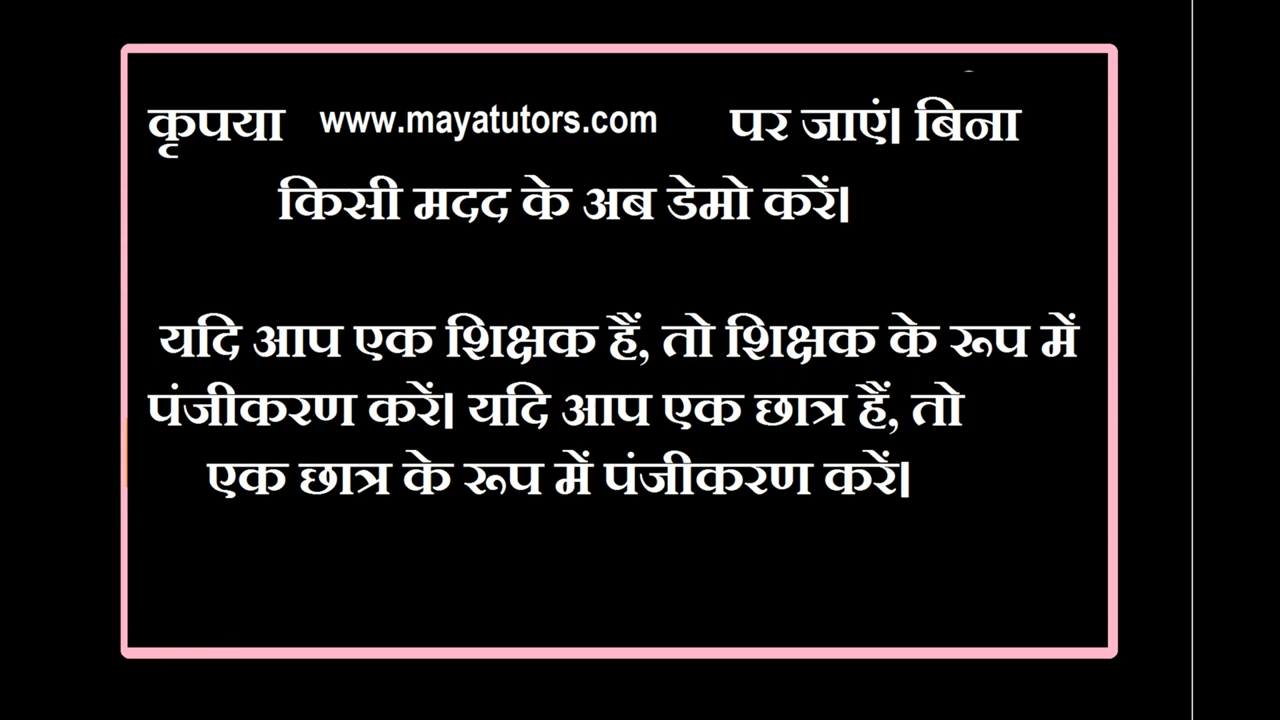 कृपया www.mayatutors.com पर जाएं। बिना
किसी मदद के अब डेमो करें।
यदि आप एक शिक्षक हैं, तो शिक्षक के रूप में
पंजीकरण करें। यदि आप एक छात्र हैं, तो
एक छात्र के रूप में पंजीकरण करें।